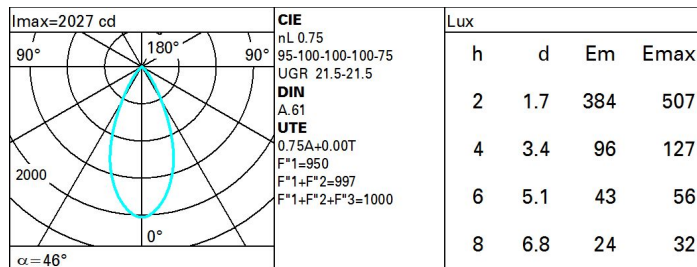 Imax=2027 cd
90° 180° 90°
2000
0°
α=46°
CIE
nL 0.75
95-100-100-100-75
UGR 21.5-21.5
DIN
A.61
UTE
0.75A+0.00T
F"1=950
F"1+F"2=997
F"1+F"2+F"3=1000
Lux
h d Em Emax
2 1.7 384 507
4 3.4 96 127
6 5.1 43 56
8 6.8 24 32